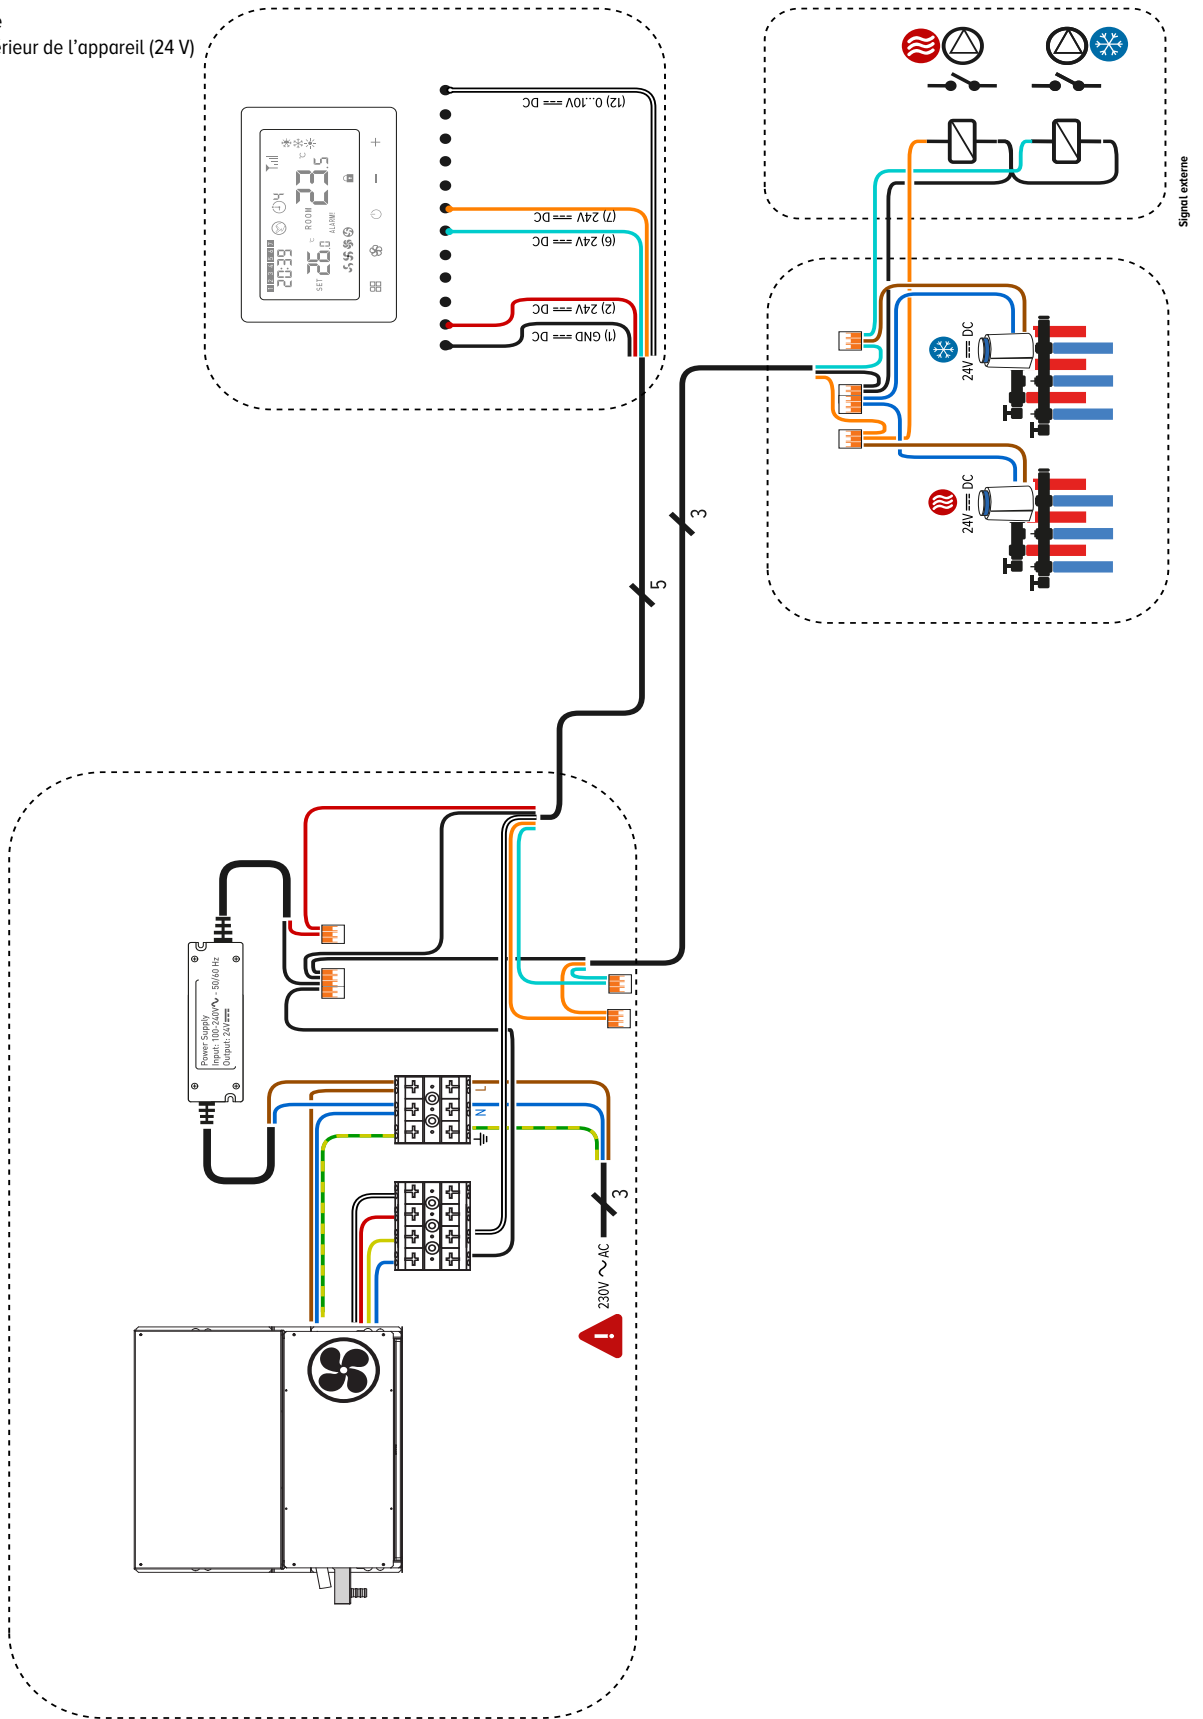 érieur de l'appareil (24 V)
20:39
4
SET 26.0 °C
ROOM 23.5 °C
ALARM!
(12) 0...10V DC
(7) 24V DC
(6) 24V DC
(2) 24V DC
(1) GND DC
Signal externe
24V DC
24V DC
5
3
Power Supply
Input: 100-240V - 50/60 Hz
Output: 24V
L
N
3
230V AC